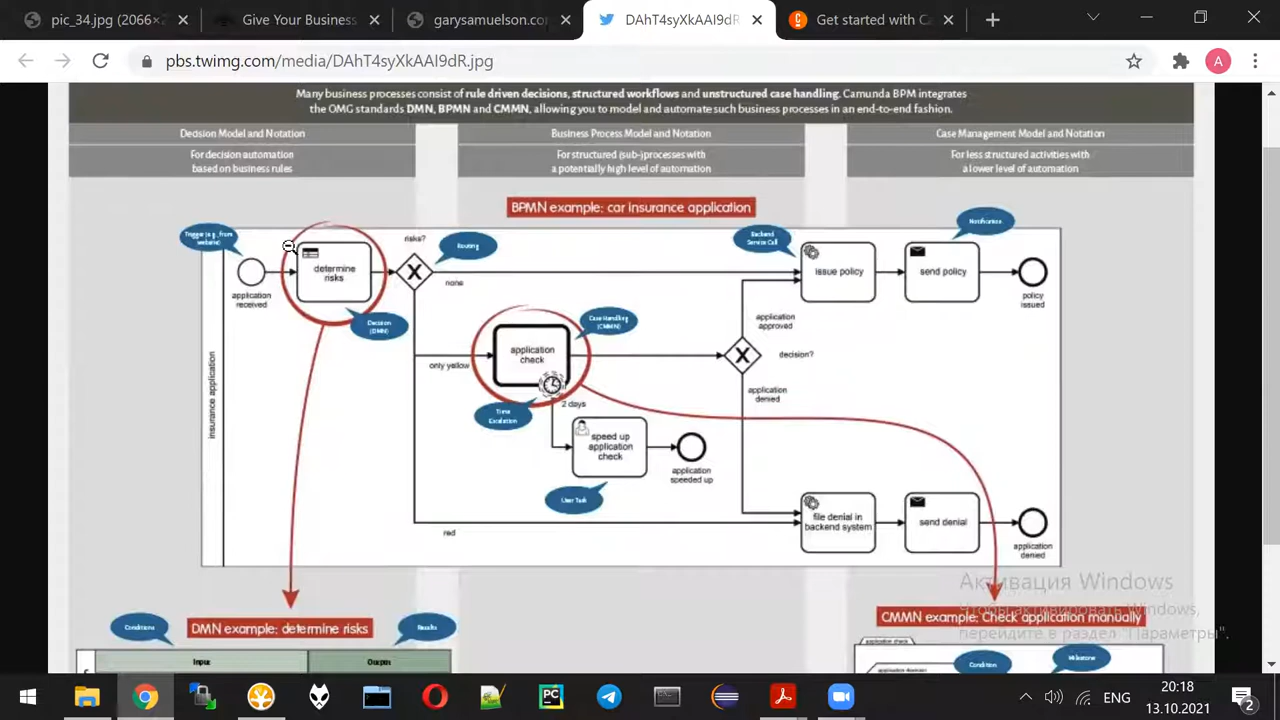 pic_34.jpg (2066×2
Give Your Business
garysamuelson.co
DAhT4syXkAAI9dR
Get started with Ca
pbs.twimg.com/media/DAhT4syXkAAI9dR.jpg
A
Many business processes consist of rule driven decisions, structured workflows and unstructured case handling. Camunda BPM integrates
the OMG standards DMN, BPMN and CMMN, allowing you to model and automate such business processes in an end-to-end fashion.
Decision Model and Notation
Business Process Model and Notation
Case Management Model and Notation
For decision automation
based on business rules
For structured (sub-)processes with
a potentially high level of automation
For less structured activities with
a lower level of automation
BPMN example: car insurance application
Trigger (e.g., from
website)
Routing
Backend
Service Call
Notification
insurance application
application
received
determine
risks
risks?
none
Decision
(DMN)
issue policy
send policy
policy
issued
Case Handling
(CMMN)
application
check
only yellow
application
approved
decision?
application
denied
2 days
Time
Escalation
speed up
application
check
application
speeded up
User Task
red
file denial in
backend system
send denial
application
denied
Conditions
DMN example: determine risks
Results
Input
Output
CMMN example: Check application manually
application check
Condition
Milestone
Активация Windows
Чтобы активировать Windows,
перейдите в раздел "Параметры".
ENG
20:18
13.10.2021
2
PC